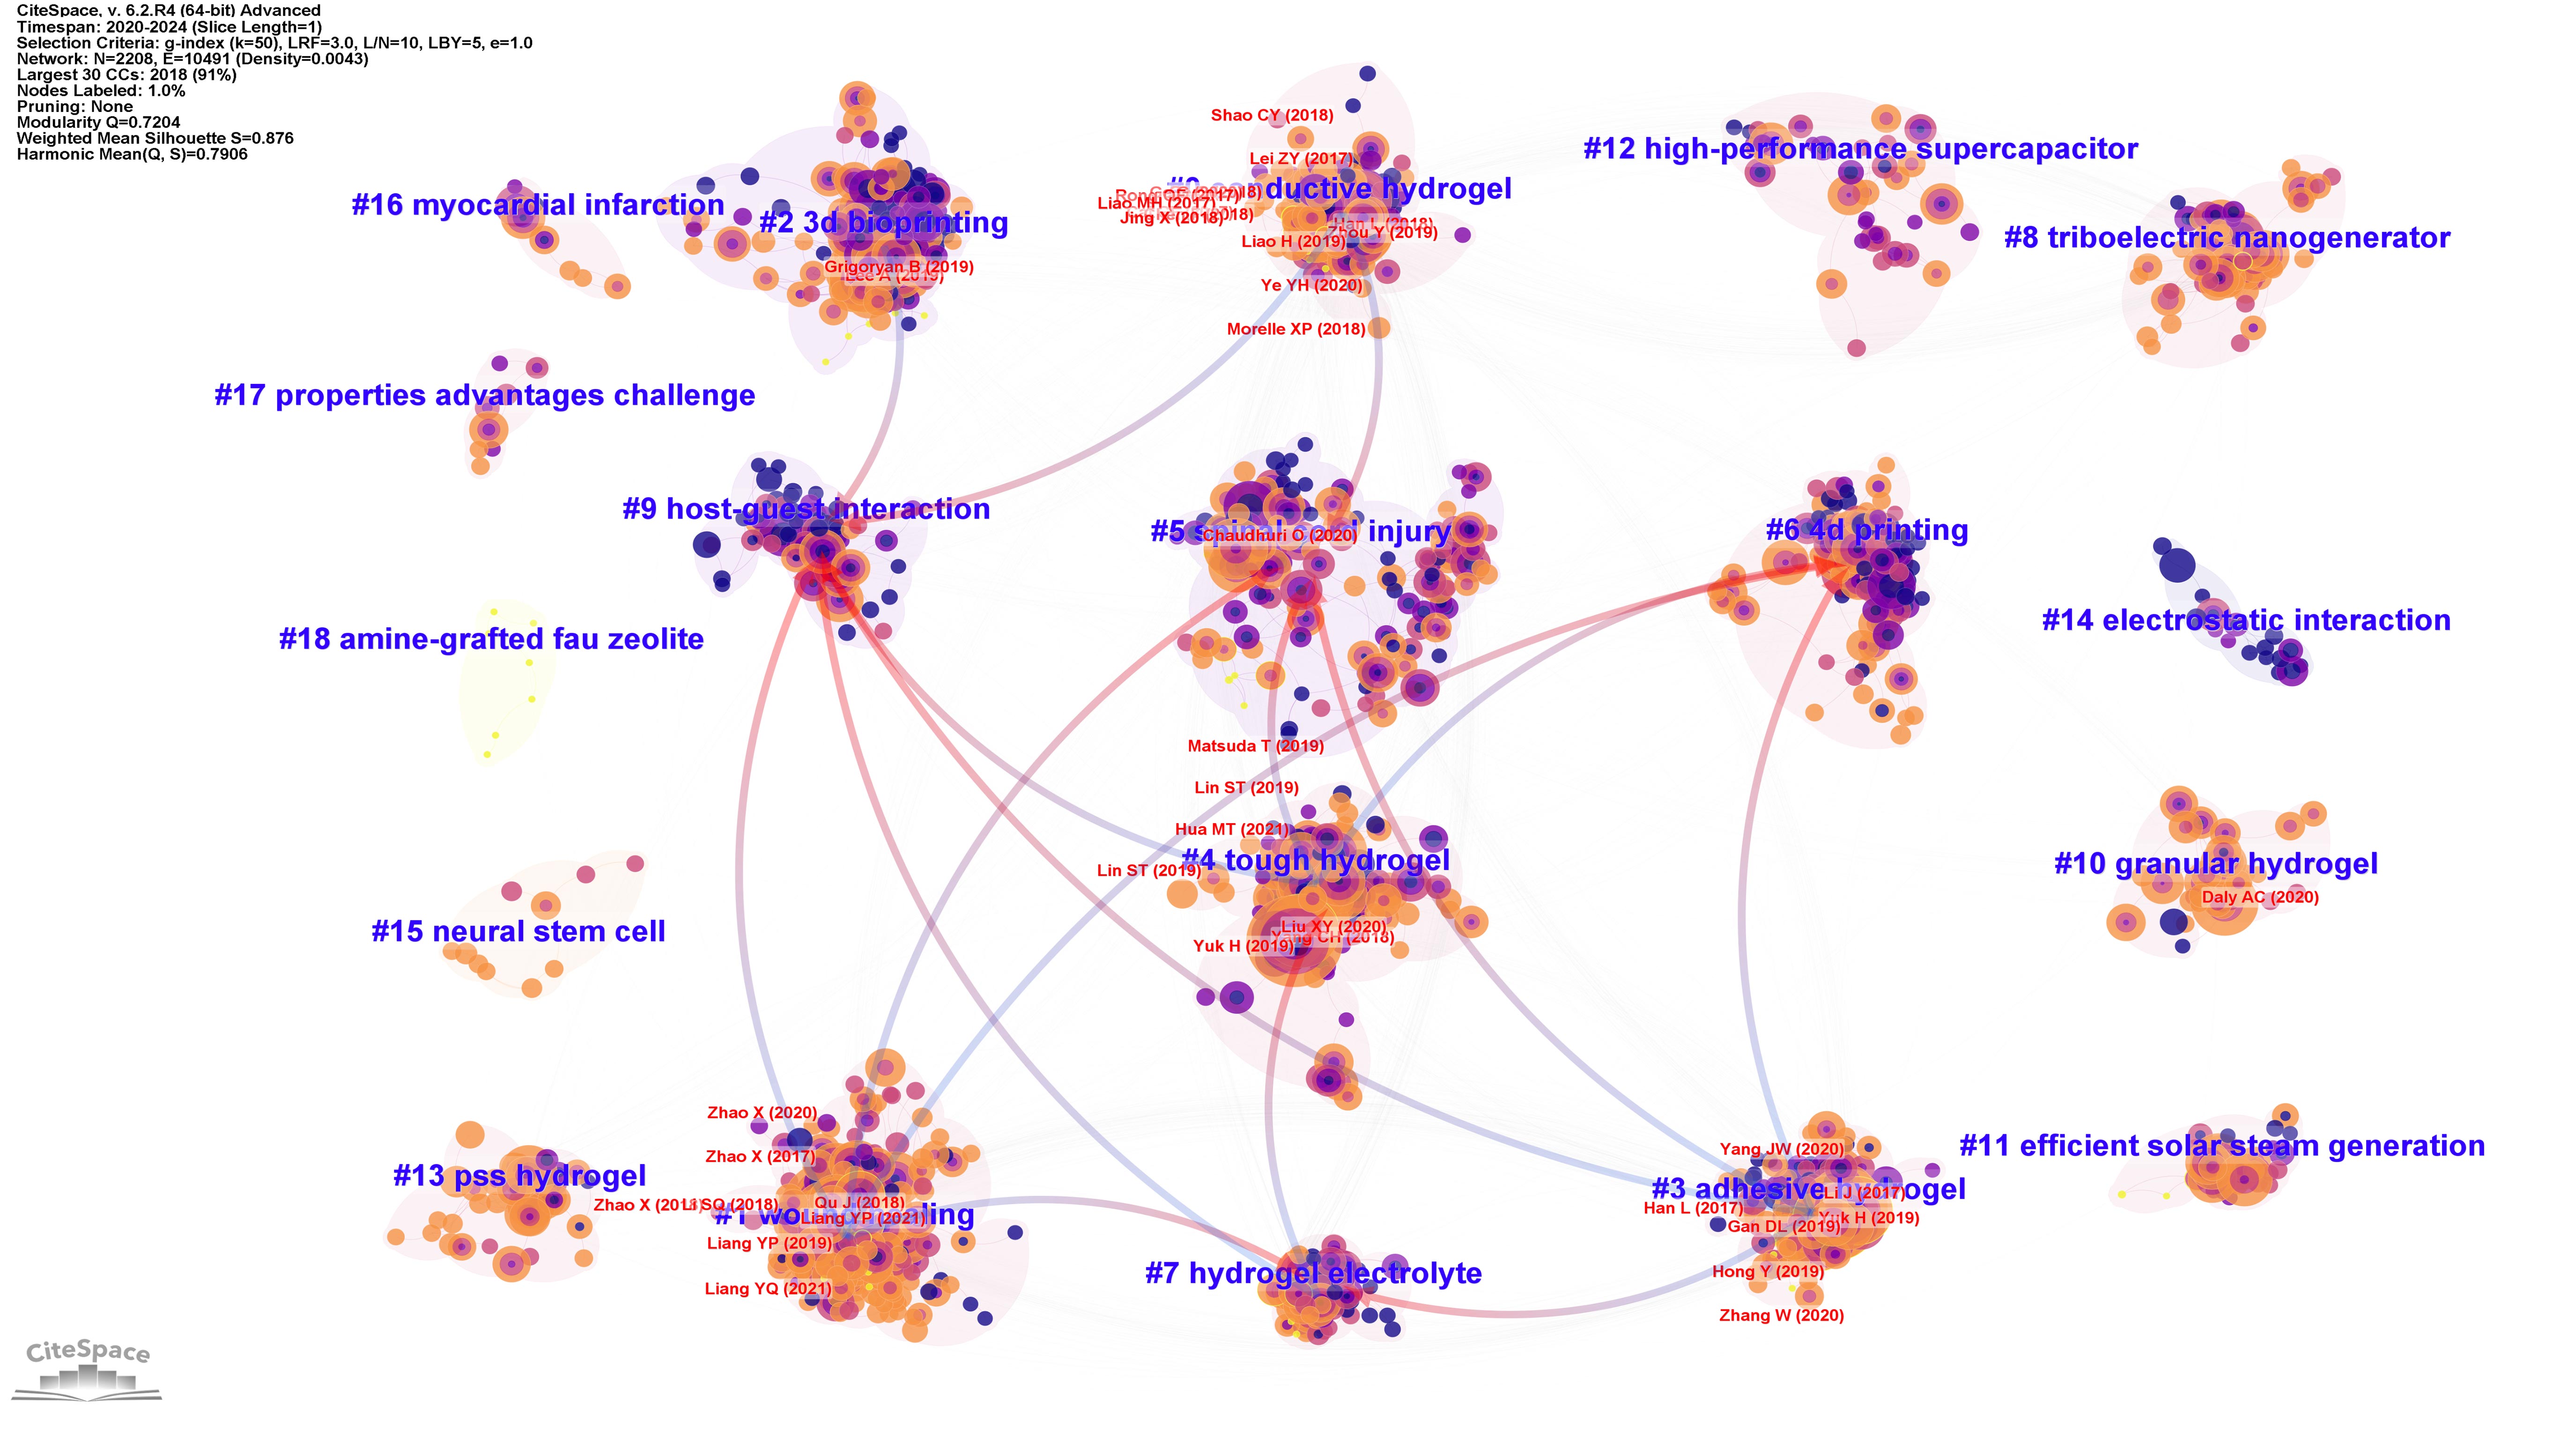 CiteSpace, v. 6.2.R4 (64-bit) Advanced
Timespan: 2020-2024 (Slice Length=1)
Selection Criteria: g-index (k=50), LRF=3.0, L/N=10, LBY=5, e=1.0
Network: N=2208, E=10491 (Density=0.0043)
Largest 30 CCs: 2018 (91%)
Nodes Labeled: 1.0%
Pruning: None
Modularity Q=0.7204
Weighted Mean Silhouette S=0.876
Harmonic Mean(Q, S)=0.7906
Shao CY (2018)
#12 high-performance supercapacitor
Lei ZY (2017)
hydrogel
Liao MH (2017)
Jing X (2018)
#16 myocardial infarction
#2 3d bioprinting
Han L (2018)
Zhou Y (2019)
Liao H (2019)
#8 triboelectric nanogenerator
Grigoryan B (2019)
Lee A (2019)
Ye YH (2020)
Morelle XP (2018)
#17 properties advantages challenge
#9 host-guest interaction
#5 spinal cord injury
Chaudhuri O (2020)
#6 4d printing
#14 electrostatic interaction
#18 amine-grafted fau zeolite
Matsuda T (2019)
Lin ST (2019)
Hua MT (2021)
#4 tough hydrogel
Lin ST (2019)
#10 granular hydrogel
Daly AC (2020)
#15 neural stem cell
Liu XY (2020)
Yang CH (2018)
Yuk H (2019)
Zhao X (2020)
Zhao X (2017)
Yang JW (2020)
#11 efficient solar steam generation
#13 pss hydrogel
Zhao X (2018)
Li SQ (2018)
Qu J (2018)
#1 wound healing
Liang YP (2021)
Liang YP (2019)
Liang YQ (2021)
#3 adhesive hydrogel
Li J (2017)
Han L (2017)
Yuk H (2019)
Gan DL (2019)
#7 hydrogel electrolyte
Hong Y (2019)
Zhang W (2020)
CiteSpace